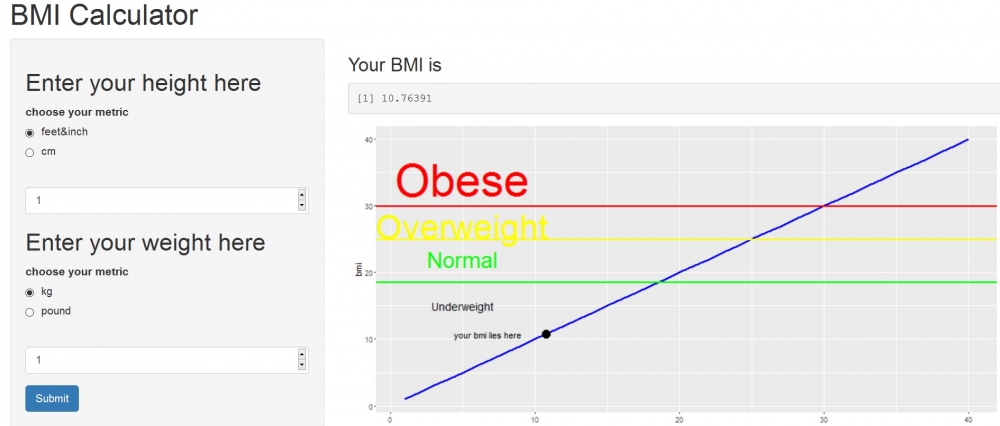 BMI Calculator
Enter your height here
choose your metric
feet&inch
cm
1
Enter your weight here
choose your metric
kg
pound
1
Submit
Your BMI is
[1] 10.76391
40
Obese
30
Overweight
Normal
bmi
20
Underweight
your bmi lies here
10
0
0 10 20 30 40